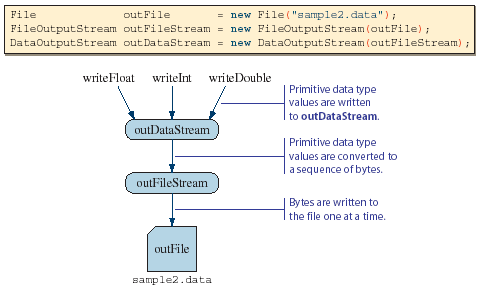 File outFile = new File("sample2.data");
FileOutputStream outFileStream = new FileOutputStream(outFile);
DataOutputStream outDataStream = new DataOutputSteam(outFileStream);
writeFloat writeInt writeDouble
Primitive data type
values are written
to outDataStream.
outDataStream
Primitive data type
values are converted to
a sequence of bytes.
outFileStream
Bytes are written to
the file one at a time.
outFile
sample2.data